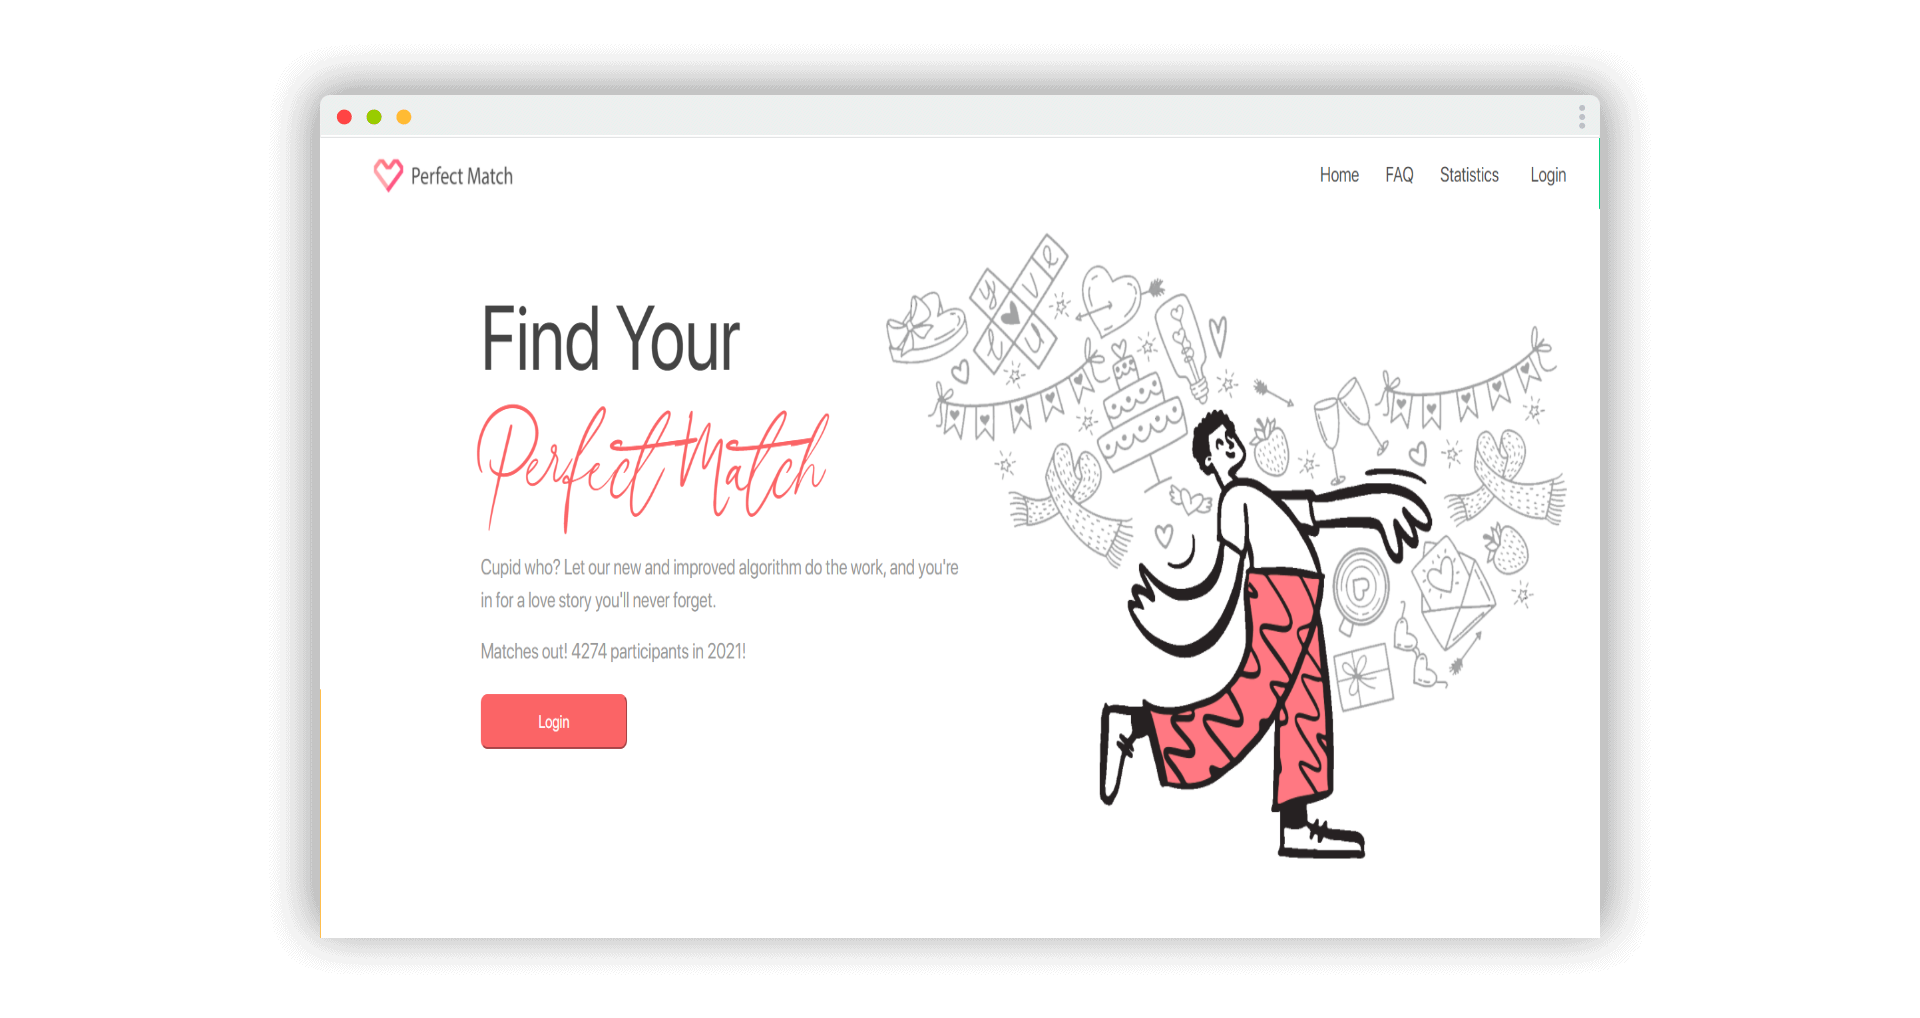 Perfect Match
Home FAQ Statistics Login
Find Your
Perfect Match
Cupid who? Let our new and improved algorithm do the work, and you're
in for a love story you'll never forget.
Matches out! 4274 participants in 2021!
Login